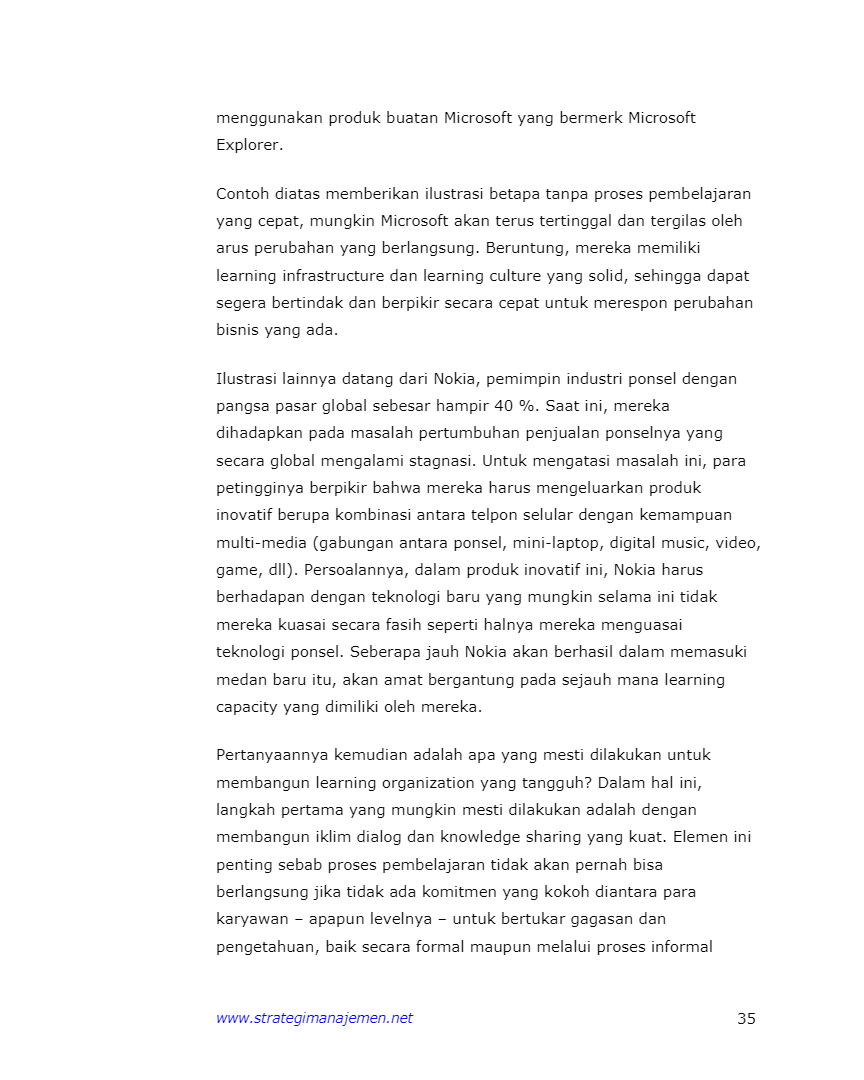 menggunakan produk buatan Microsoft yang bermerk Microsoft
Explorer.
Contoh diatas memberikan ilustrasi betapa tanpa proses pembelajaran
yang cepat, mungkin Microsoft akan terus tertinggal dan tergilas oleh
arus perubahan yang berlangsung. Beruntung, mereka memiliki
learning infrastructure dan learning culture yang solid, sehingga dapat
segera bertindak dan berpikir secara cepat untuk merespon perubahan
bisnis yang ada.
Ilustrasi lainnya datang dari Nokia, pemimpin industri ponsel dengan
pangsa pasar global sebesar hampir 40 %. Saat ini, mereka
dihadapkan pada masalah pertumbuhan penjualan ponselnya yang
secara global mengalami stagnasi. Untuk mengatasi masalah ini, para
petingginya berpikir bahwa mereka harus mengeluarkan produk
inovatif berupa kombinasi antara telpon selular dengan kemampuan
multi-media (gabungan antara ponsel, mini-laptop, digital music, video,
game, dll). Persoalannya, dalam produk inovatif ini, Nokia harus
berhadapan dengan teknologi baru yang mungkin selama ini tidak
mereka kuasai secara fasih seperti halnya mereka menguasai
teknologi ponsel. Seberapa jauh Nokia akan berhasil dalam memasuki
medan baru itu, akan amat bergantung pada sejauh mana learning
capacity yang dimiliki oleh mereka.
Pertanyaannya kemudian adalah apa yang mesti dilakukan untuk
membangun learning organization yang tangguh? Dalam hal ini,
langkah pertama yang mungkin mesti dilakukan adalah dengan
membangun iklim dialog dan knowledge sharing yang kuat. Elemen ini
penting sebab proses pembelajaran tidak akan pernah bisa
berlangsung jika tidak ada komitmen yang kokoh diantara para
karyawan – apapun levelnya – untuk bertukar gagasan dan
pengetahuan, baik secara formal maupun melalui proses informal
www.strategimanajemen.net 35